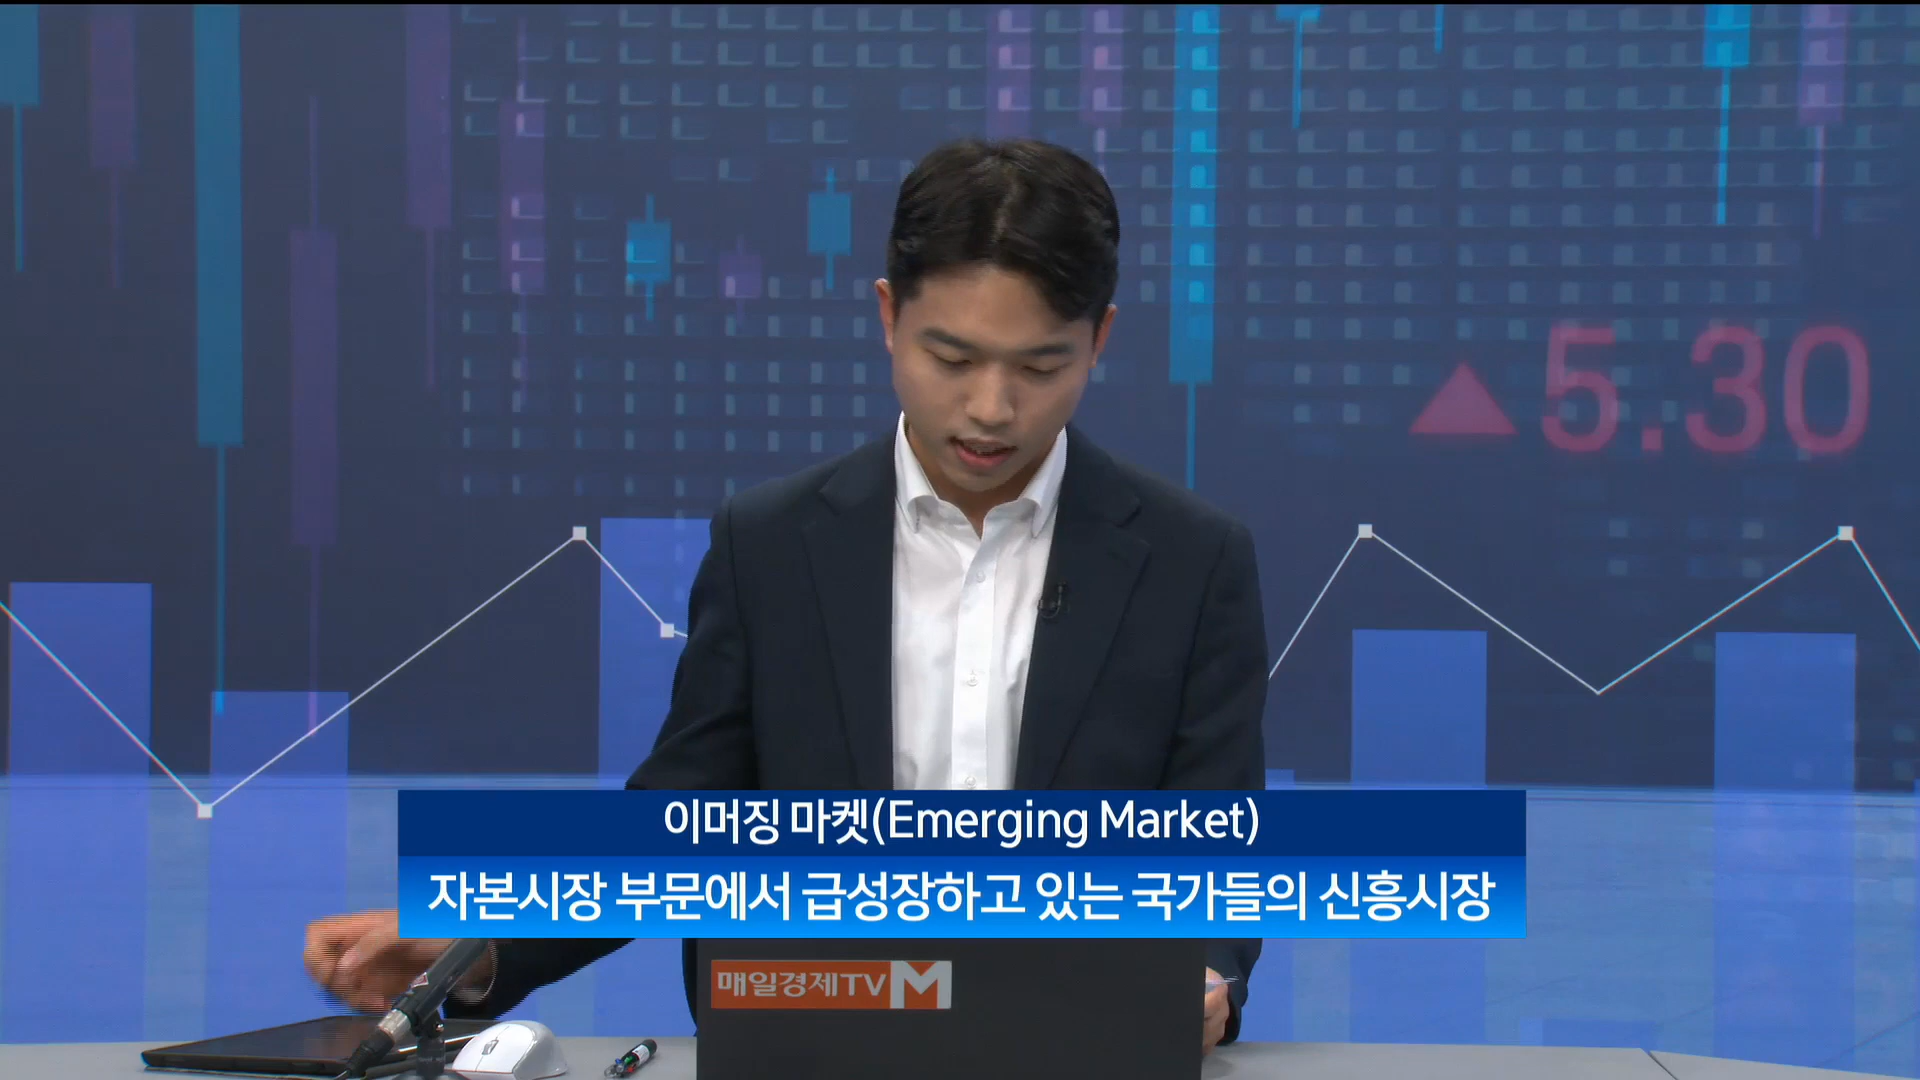 ▲5.30
이머징 마켓(Emerging Market)
자본시장 부문에서 급성장하고 있는 국가들의 신흥시장
매일경제TV M